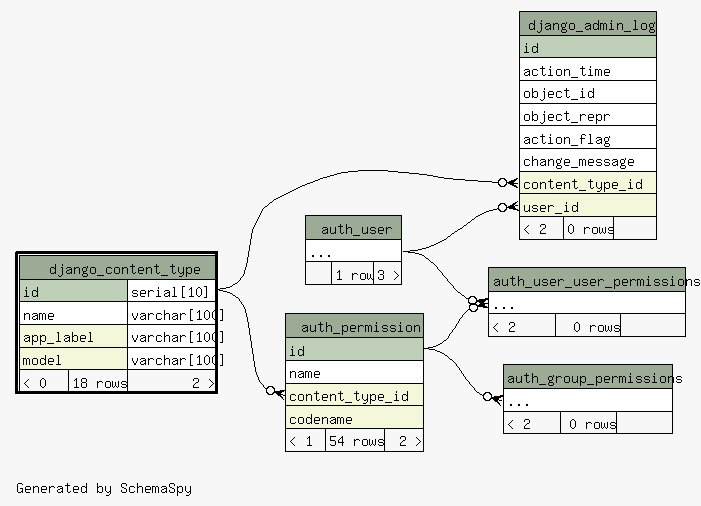 django_admin_log
id
action_time
object_id
object_repr
action_flag
change_message
content_type_id
user_id
< 2 0 rows
auth_user
...
1 row 3 >
django_content_type
id serial[10]
name varchar[100]
app_label varchar[100]
model varchar[100]
< 0 18 rows 2 >
auth_user_user_permissions
...
< 2 0 rows
auth_permission
id
name
content_type_id
codename
< 1 54 rows 2 >
auth_group_permissions
...
< 2 0 rows
Generated by SchemaSpy